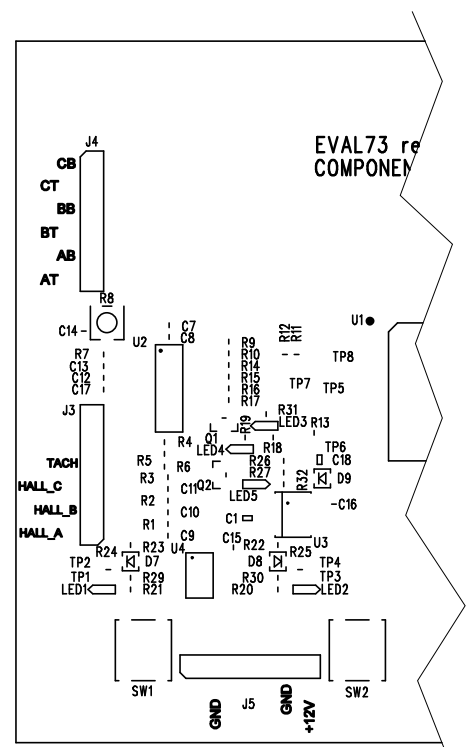 J4
EVAL73 re
COMPONEN
CB
CT
BB
BT
AB
AT
R8
C14
U1
C7
U2
C8
R12
R11
R9
R7
R10
TP8
C13
R14
C12
R15
TP7
TP5
C17
R16
R17
J3
R31
R19
LED3
R13
Q1
R4
LED4
R18
TP6
TACH
R5
R6
R26
C18
R3
R27
R32
D9
HALL_C
C11
Q2
LED5
R2
C16
HALL_B
C10
C1
R1
HALL_A
C9
C15
U3
R24
R23
U4
R22
R25
TP2
D7
D8
TP4
TP1
R29
R30
TP3
LED1
R21
R20
LED2
SW1
SW2
J5
GND
GND
+12V